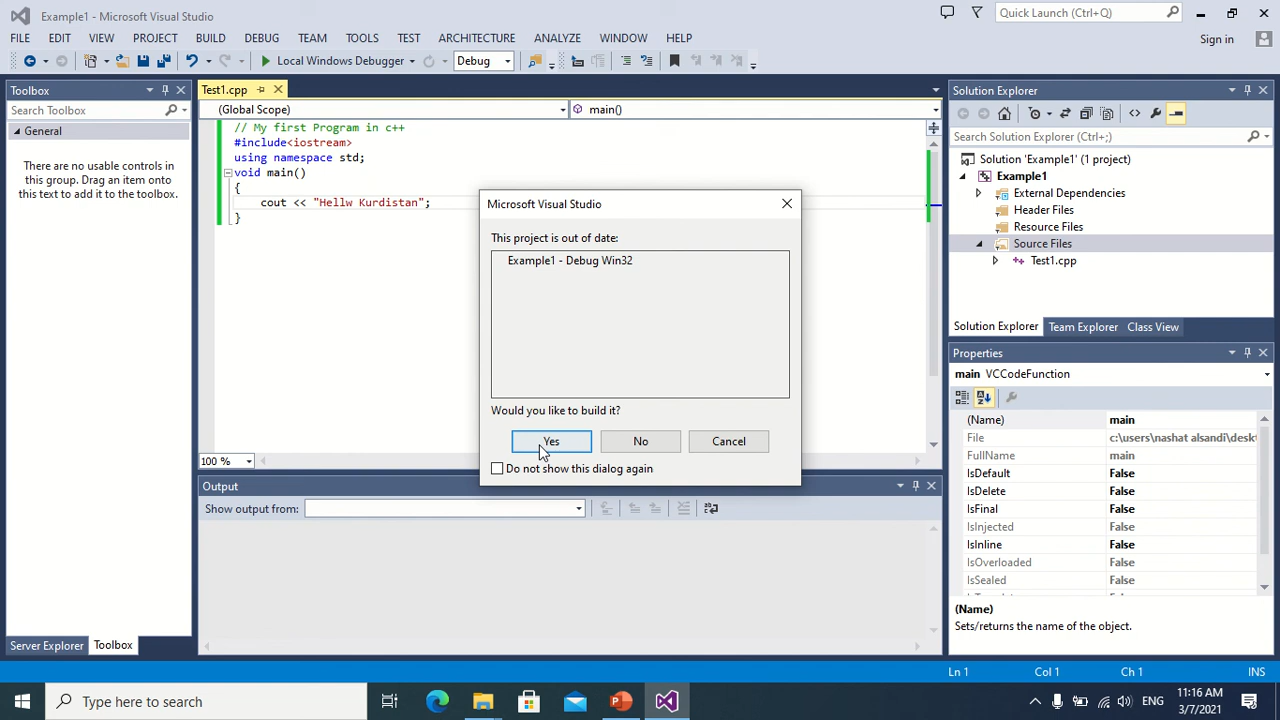 Example1 - Microsoft Visual Studio
Quick Launch (Ctrl+Q)
FILE EDIT VIEW PROJECT BUILD DEBUG TEAM TOOLS TEST ARCHITECTURE ANALYZE WINDOW HELP
Sign in
Local Windows Debugger
Debug
Toolbox
Search Toolbox
General
There are no usable controls in
this group. Drag an item onto
this text to add it to the toolbox.
Server Explorer Toolbox
Test1.cpp
(Global Scope)
main()
// My first Program in c++
#include<iostream>
using namespace std;
void main()
{
cout << "Hellw Kurdistan";
}
100 %
Microsoft Visual Studio
This project is out of date:
Example1 - Debug Win32
Would you like to build it?
Yes No Cancel
Do not show this dialog again
Output
Show output from:
Solution Explorer
Search Solution Explorer (Ctrl+;)
Solution 'Example1' (1 project)
Example1
External Dependencies
Header Files
Resource Files
Source Files
Test1.cpp
Solution Explorer Team Explorer Class View
Properties
main VCCodeFunction
(Name) main
File c:\users\nashat alsandi\desk
FullName main
IsDefault False
IsDelete False
IsFinal False
IsInjected False
IsInline False
IsOverloaded False
IsSealed False
(Name)
Sets/returns the name of the object.
Ln 1 Col 1 Ch 1 INS
Type here to search
ENG
11:16 AM
3/7/2021